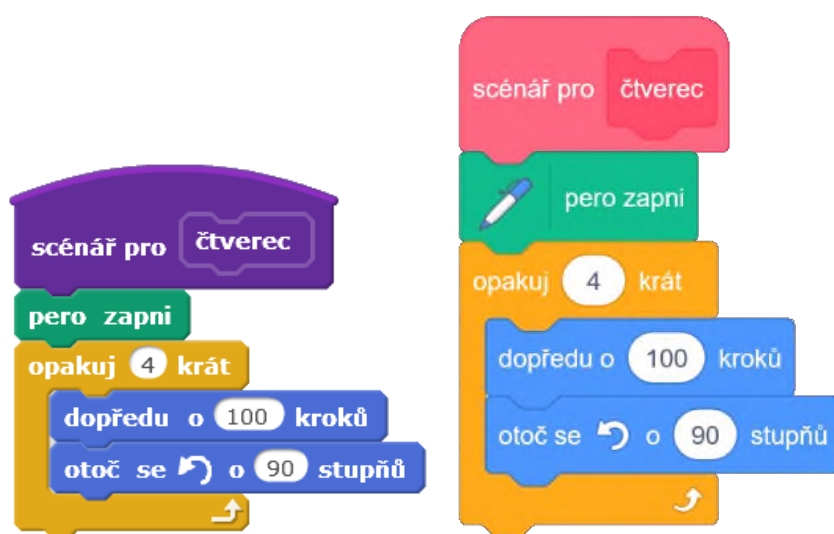 scénář pro čtverec
pero zapni
opakuj 4 krát
dopředu o 100 kroků
otoč se o 90 stupňů
scénář pro čtverec
pero zapni
opakuj 4 krát
dopředu o 100 kroků
otoč se o 90 stupňů